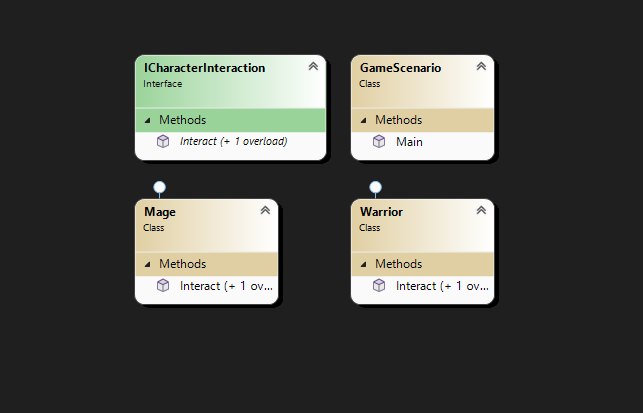 ICharacterInteraction
Interface
Methods
Interact (+ 1 overload)
GameScenario
Class
Methods
Main
Mage
Class
Methods
Interact (+ 1 ov...
Warrior
Class
Methods
Interact (+ 1 ov...